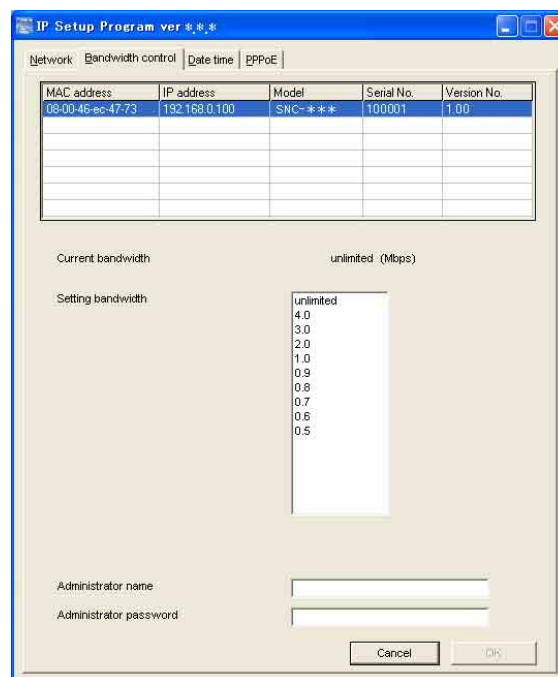 IP Setup Program ver *.*.*
Network Bandwidth control Date time PPPoE
MAC address IP address Model Serial No. Version No.
08-00-46-ec-47-73 192.168.0.100 SNC-*** 100001 1.00
Current bandwidth unlimited (Mbps)
Setting bandwidth
unlimited
4.0
3.0
2.0
1.0
0.9
0.8
0.7
0.6
0.5
Administrator name
Administrator password
Cancel OK